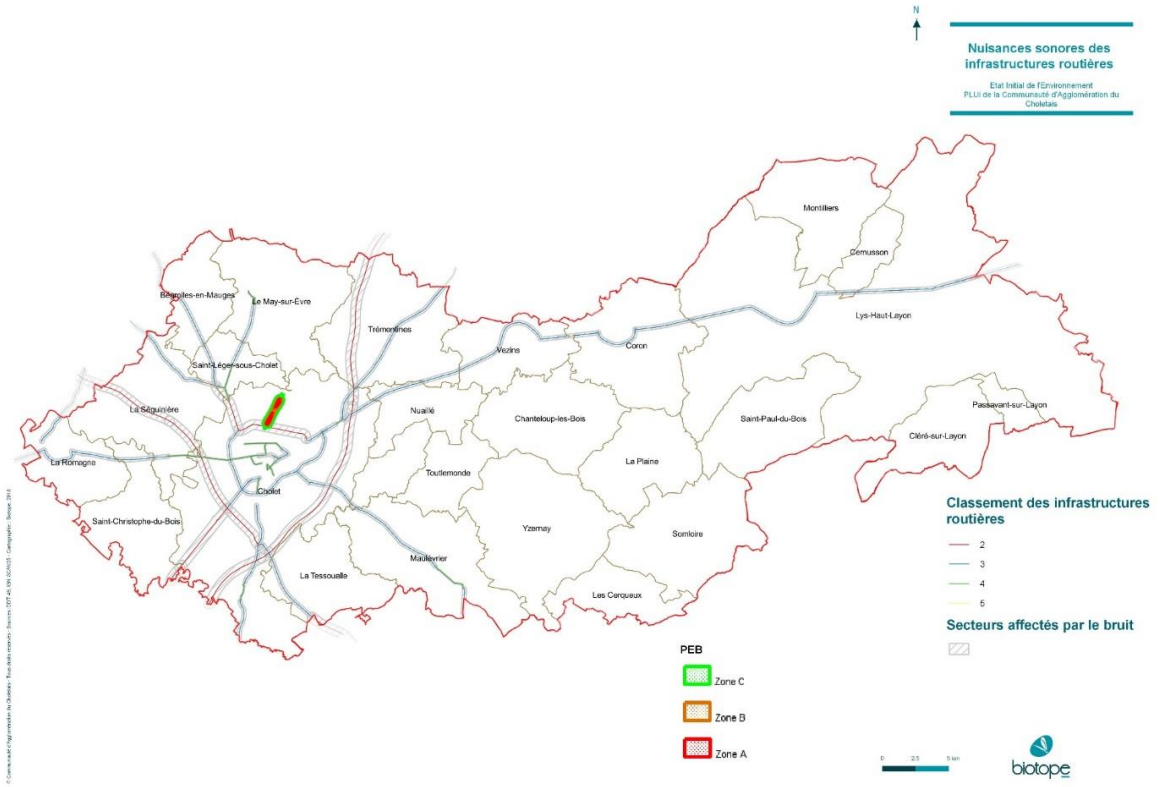 N
Nuisances sonores des
infrastructures routières
Etat Initial de l'Environnement
PLUi de la Communauté d'Agglomération du
Choletais
Montilliers
Cernusson
Bégrolles-en-Mauges
Le May-sur-Èvre
Trémentines
Lys-Haut-Layon
Vezins
Coron
Saint-Léger-sous-Cholet
La Séguinière
Nuaillé
Chanteloup-les-Bois
Saint-Paul-du-Bois
Passavant-sur-Layon
Cléré-sur-Layon
La Romagne
Toutlemonde
La Plaine
Cholet
Saint-Christophe-du-Bois
Yzernay
Somloire
Maulévrier
La Tessoualle
Les Cerqueux
Classement des infrastructures
routières
2
3
4
5
Secteurs affectés par le bruit
PEB
Zone C
Zone B
Zone A
0 2.5 5 km
biotope